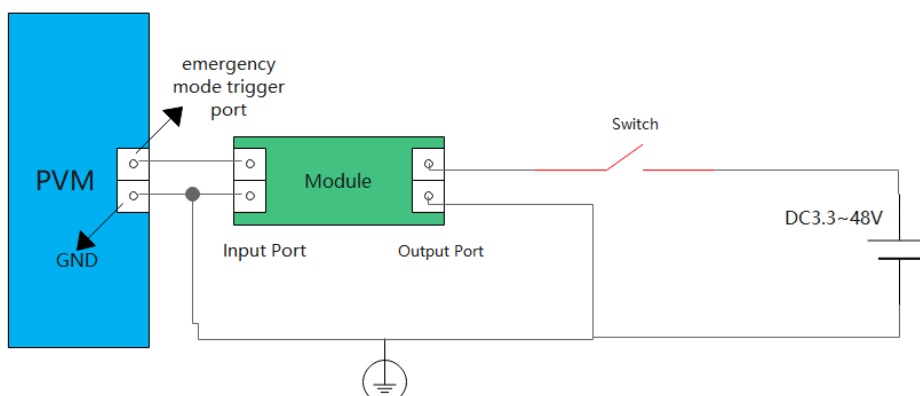 emergency
mode trigger
port
Switch
PVM
Module
DC3.3~48V
GND
Input Port
Output Port